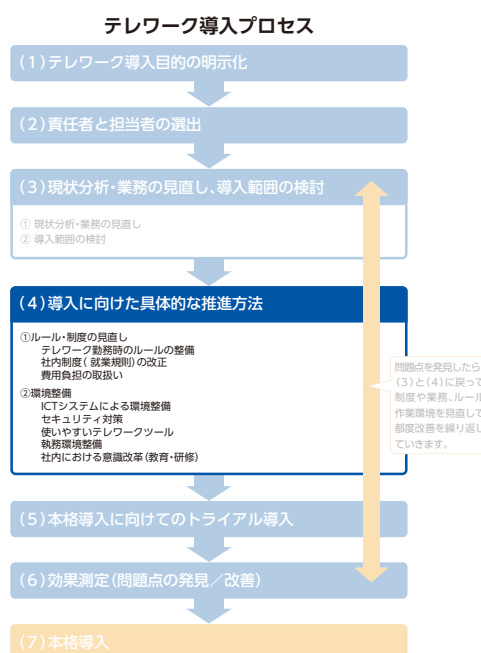 テレワーク導入プロセス
(1)テレワーク導入目的の明示化
(2)責任者と担当者の選出
(3)現状分析・業務の見直し、導入範囲の検討
① 現状分析・業務の見直し
② 導入範囲の検討
(4)導入に向けた具体的な推進方法
①ルール・制度の見直し
テレワーク勤務時のルールの整備
社内制度(就業規則)の改正
費用負担の取扱い
②環境整備
ICTシステムによる環境整備
セキュリティ対策
使いやすいテレワークツール
執務環境整備
社内における意識改革(教育・研修)
問題点を発見したら
(3)と(4)に戻って
制度や業務、ルール
作業環境を見直して
都度改善を繰り返し
ていきます。
(5)本格導入に向けてのトライアル導入
(6)効果測定(問題点の発見／改善)
(7)本格導入